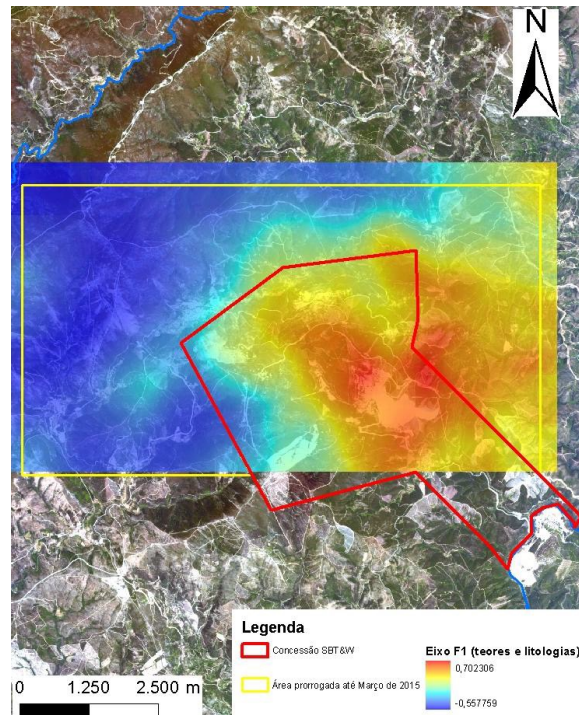 N
Legenda
Concessão SBT&W
Área prorrogada até Março de 2015
Eixo F1 (teores e litologias)
0,702306
-0,557759
0 1.250 2.500 m